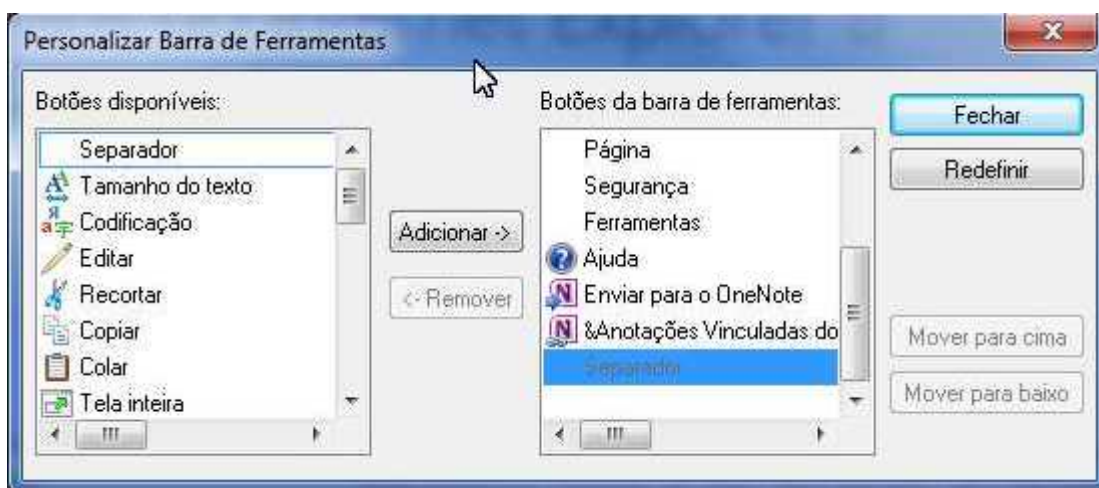 Personalizar Barra de Ferramentas
Botões disponíveis:
Separador
Tamanho do texto
Codificação
Editar
Recortar
Copiar
Colar
Tela inteira
Adicionar ->
<- Remover
Botões da barra de ferramentas:
Página
Segurança
Ferramentas
Ajuda
Enviar para o OneNote
&Anotações Vinculadas do
Separador
Fechar
Redefinir
Mover para cima
Mover para baixo